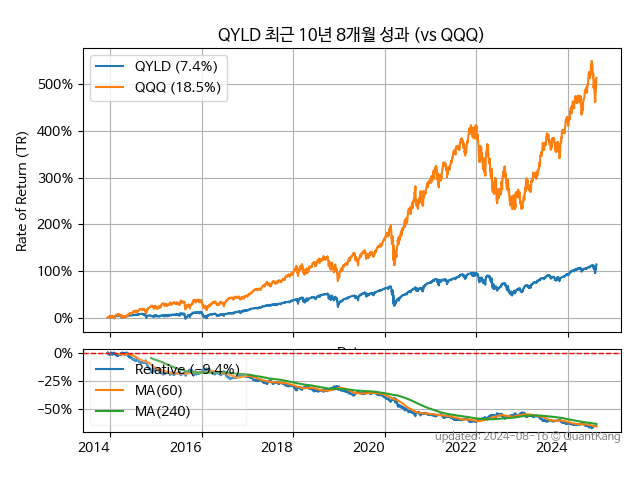 QYLD 최근 10년 8개월 성과 (vs QQQ)
QYLD (7.4%)
QQQ (18.5%)
Rate of Return (TR)
500%
400%
300%
200%
100%
0%
0%
−25%
−50%
Relative (−9.4%)
MA(60)
MA(240)
2014 2016 2018 2020 2022 2024
updated: 2024-08-16 © QuantKang